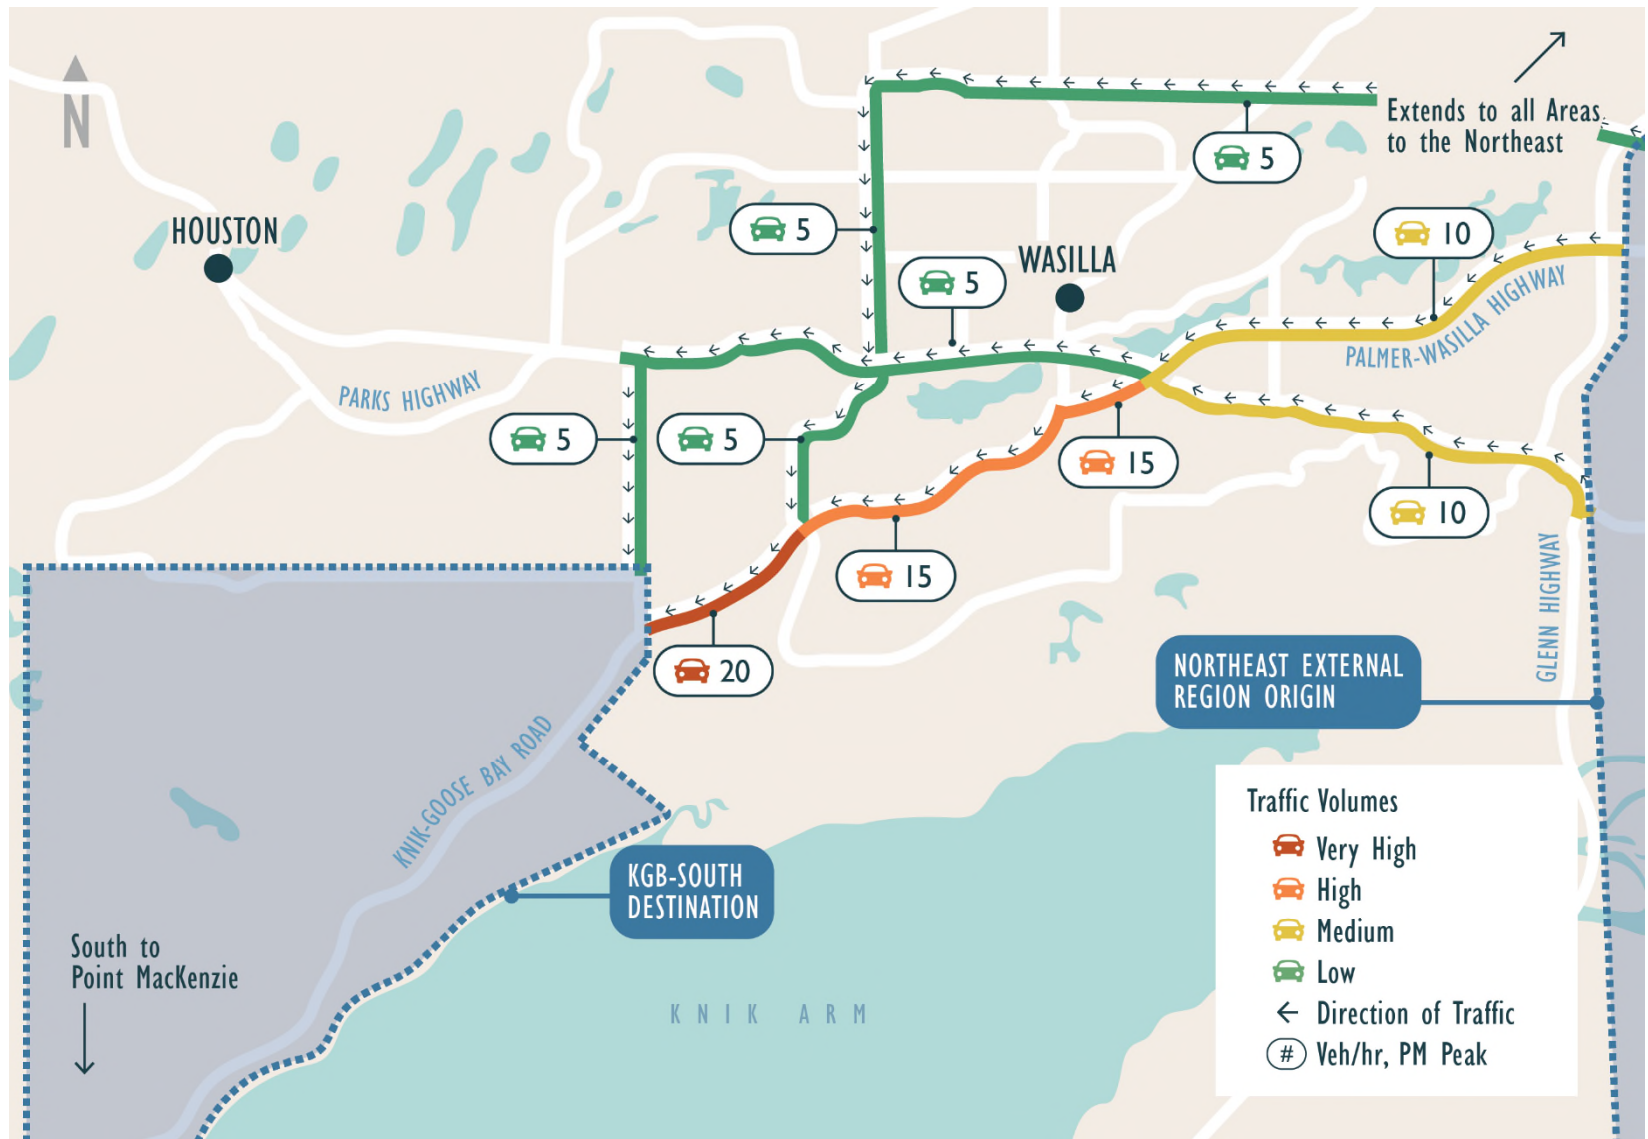 N
Extends to all Areas
to the Northeast
5
5
10
HOUSTON
WASILLA
5
PALMER-WASILLA HIGHWAY
PARKS HIGHWAY
5
5
15
10
15
GLENN HIGHWAY
20
NORTHEAST EXTERNAL
REGION ORIGIN
KNIK-GOOSE BAY ROAD
KGB-SOUTH
DESTINATION
South to
Point MacKenzie
KNIK ARM
Traffic Volumes
Very High
High
Medium
Low
Direction of Traffic
# Veh/hr, PM Peak